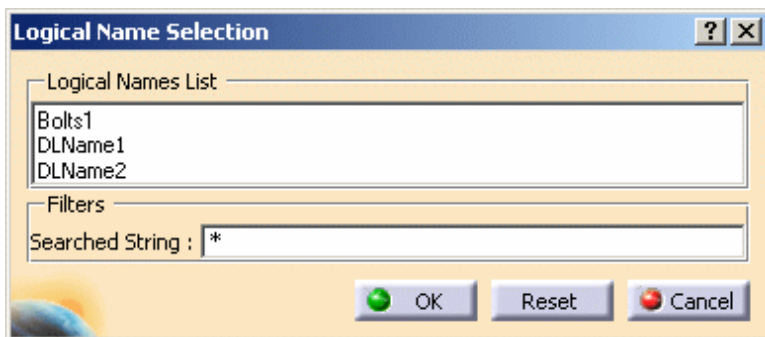 Logical Name Selection
Logical Names List
Bolts1
DLName1
DLName2
Filters
Searched String : *
OK Reset Cancel